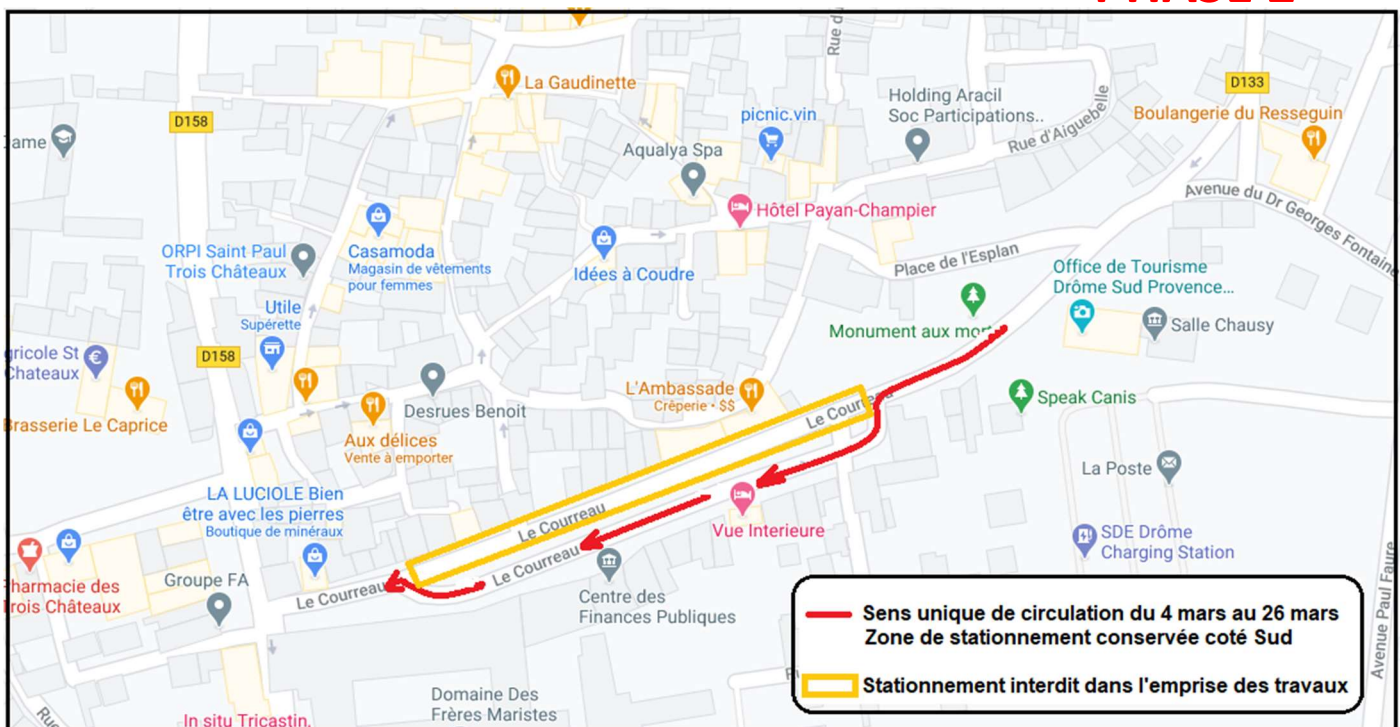 La Gaudinette
D158
D133
picnic.vin
Holding Aracil
Soc Participations..
Boulangerie du Resseguin
Rue d'Aiguebelle
Aqualya Spa
Avenue du Dr Georges Fontaine
Hôtel Payan-Champier
ORPI Saint Paul
Trois Châteaux
Casamoda
Magasin de vêtements
pour femmes
Idées à Coudre
Place de l'Esplan
Office de Tourisme
Drôme Sud Provence...
Utile
Supérette
Monument aux mor
Salle Chausy
D158
gricole St
Chateaux
L'Ambassade
Crêperie • $$
Desrues Benoit
Speak Canis
Brasserie Le Caprice
Le Courreau
Aux délices
Vente à emporter
La Poste
LA LUCIOLE Bien
être avec les pierres
Boutique de minéraux
Le Courreau
Vue Interieure
SDE Drôme
Charging Station
Le Courreau
harmacie des
rois Châteaux
Groupe FA
Le Courreau
Centre des
Finances Publiques
Avenue Paul Faure
Sens unique de circulation du 4 mars au 26 mars
Zone de stationnement conservée coté Sud
Stationnement interdit dans l'emprise des travaux
Domaine Des
Frères Maristes
In situ Tricastin,